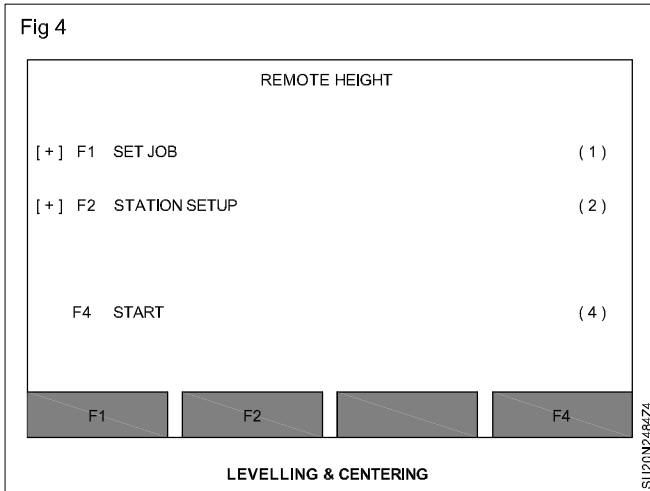 Fig 4
REMOTE HEIGHT
[ + ] F1 SET JOB ( 1 )
[ + ] F2 STATION SETUP ( 2 )
F4 START ( 4 )
F1 F2 F4
LEVELLING & CENTERING
SU20N2484Z4